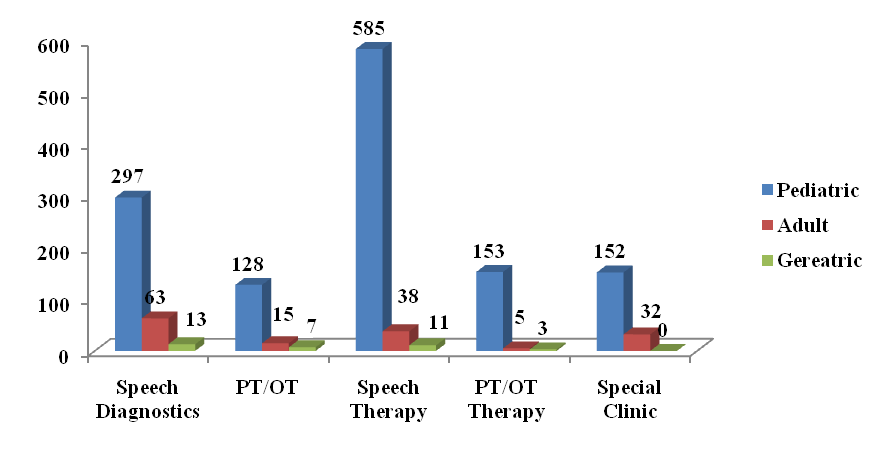 585
600
500
400
300
200
100
0
297
63
13
128
15
7
38
11
153
5
3
152
32
0
Speech
Diagnostics
PT/OT
Speech
Therapy
PT/OT
Therapy
Special
Clinic
Pediatric
Adult
Gereatric